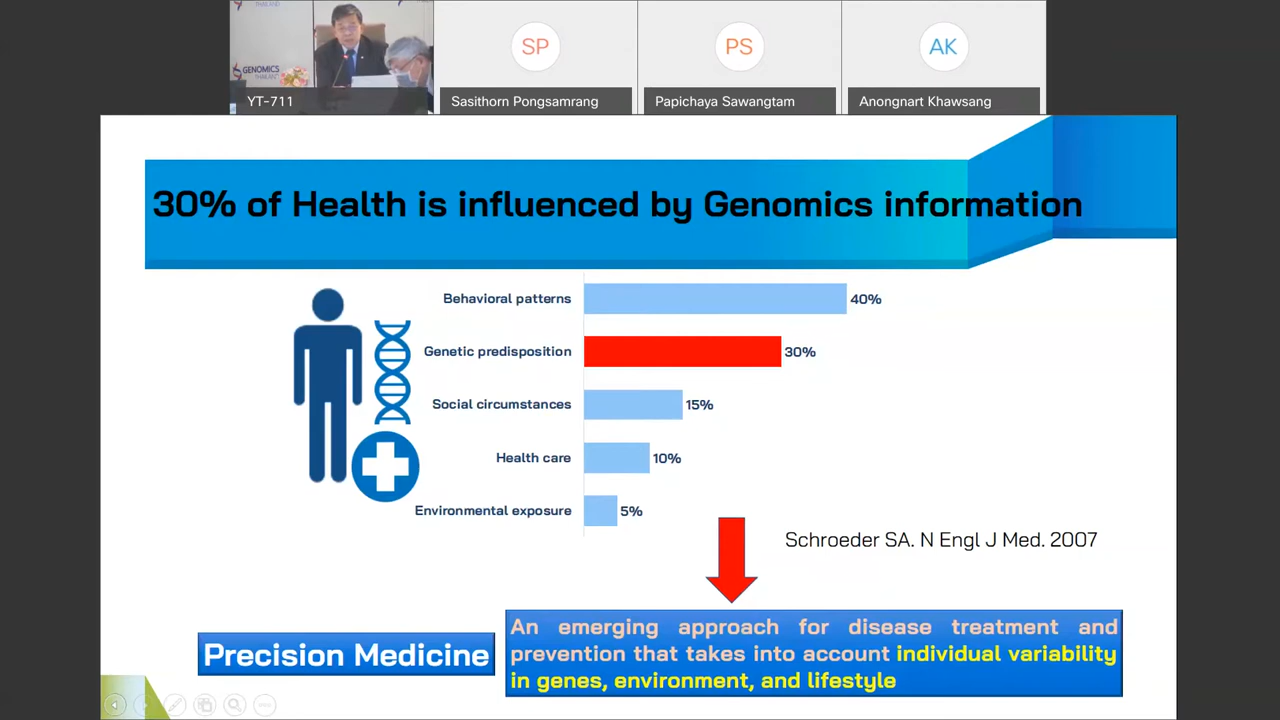 THAILAND
GENOMICS
THAILAND
YT-711
SP
Sasithorn Pongsamrang
PS
Papichaya Sawangtam
AK
Anongnart Khawsang
30% of Health is influenced by Genomics information
Behavioral patterns 40%
Genetic predisposition 30%
Social circumstances 15%
Health care 10%
Environmental exposure 5%
Schroeder SA. N Engl J Med. 2007
Precision Medicine
An emerging approach for disease treatment and
prevention that takes into account individual variability
in genes, environment, and lifestyle